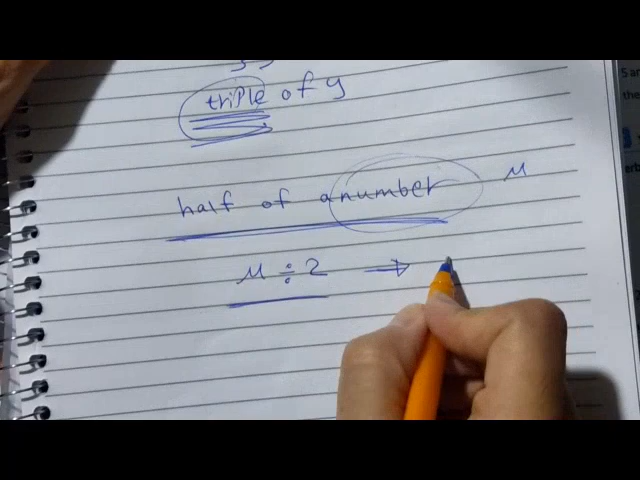 triple of y
half of a number M
M ÷ 2 →